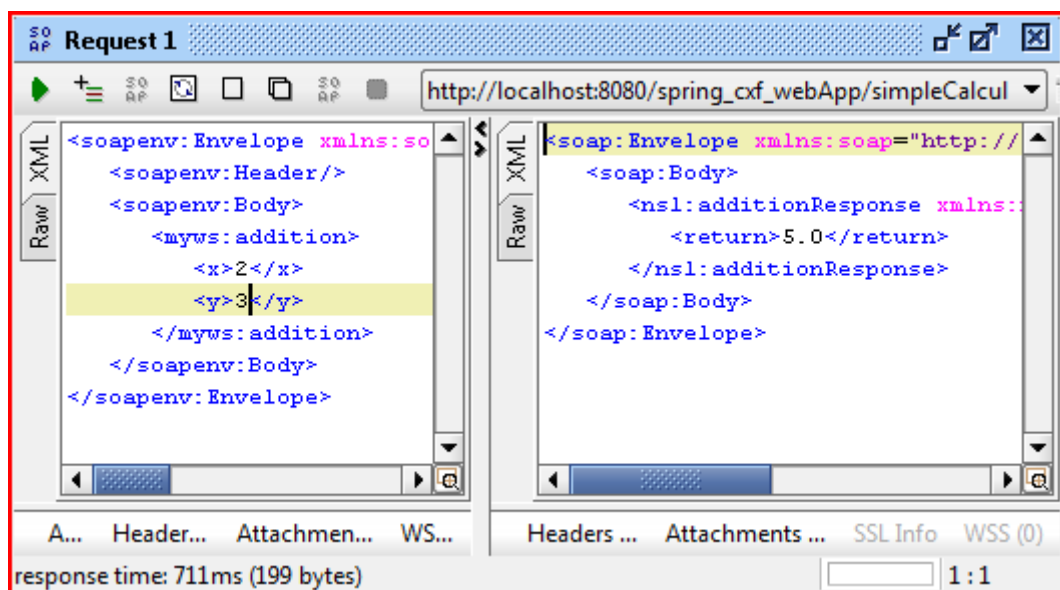 SOAP Request 1
SOAP SOAP http://localhost:8080/spring_cxf_webApp/simpleCalcul
XML
Raw
<soapenv:Envelope xmlns:so
<soapenv:Header/>
<soapenv:Body>
<myws:addition>
<x>2</x>
<y>3</y>
</myws:addition>
</soapenv:Body>
</soapenv:Envelope>
XML
Raw
<soap:Envelope xmlns:soap="http://
<soap:Body>
<ns1:additionResponse xmlns:
<return>5.0</return>
</ns1:additionResponse>
</soap:Body>
</soap:Envelope>
A... Header... Attachmen... WS...
Headers ... Attachments ... SSL Info WSS (0)
response time: 711ms (199 bytes)
1 : 1